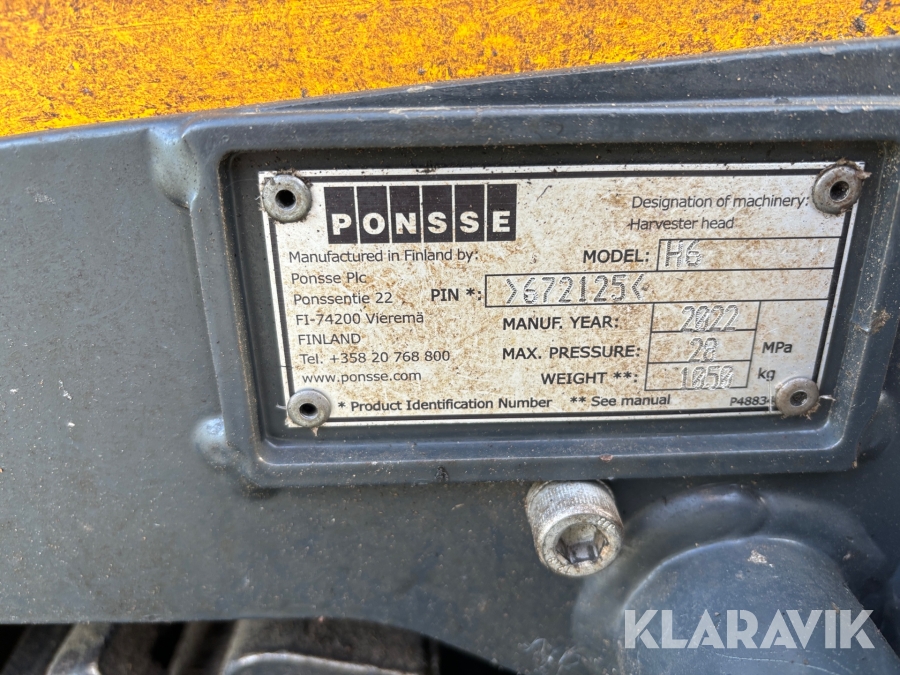 PONSSE
Designation of machinery:
Harvester head
Manufactured in Finland by:
Ponsse Plc
Ponssentie 22
FI-74200 Vieremä
FINLAND
Tel. +358 20 768 800
www.ponsse.com
MODEL: H6
PIN *: >672125<
MANUF. YEAR: 2022
MAX. PRESSURE: 28 MPa
WEIGHT **: 1050 kg
* Product Identification Number ** See manual
KLARAVIK